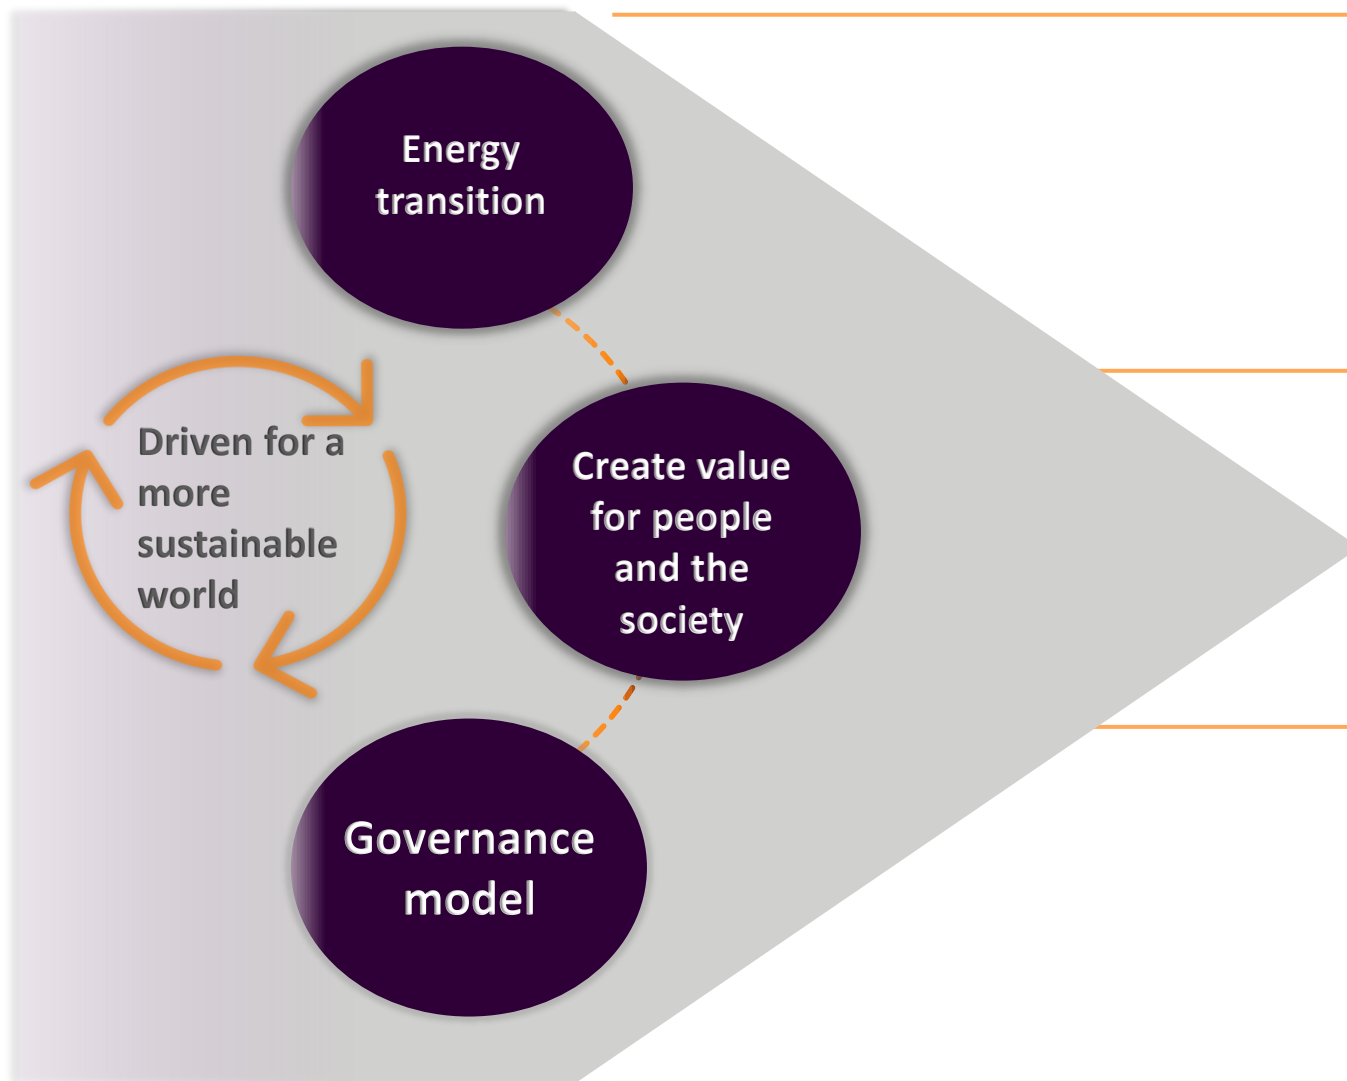 Energy
transition
Driven for a
more
sustainable
world
Create value
for people
and the
society
Governance
model